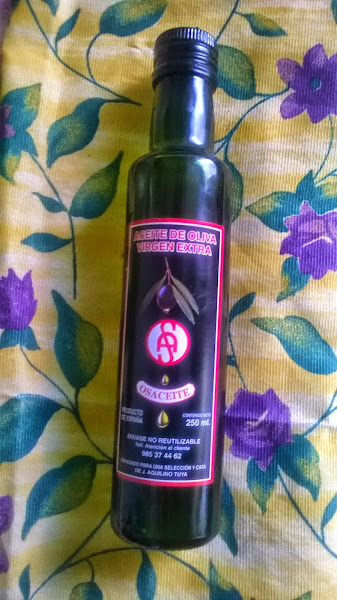 ACEITE DE OLIVA
VIRGEN EXTRA
OSACEITE
PRODUCTO
DE ESPAÑA
CONTENIDO NETO
250 ml.
ENVASE NO REUTILIZABLE
Telf. Atención al cliente
985 37 44 62
ENVASADO PARA UNA SELECCIÓN Y CATA
DE J. AQUILINO TUYA